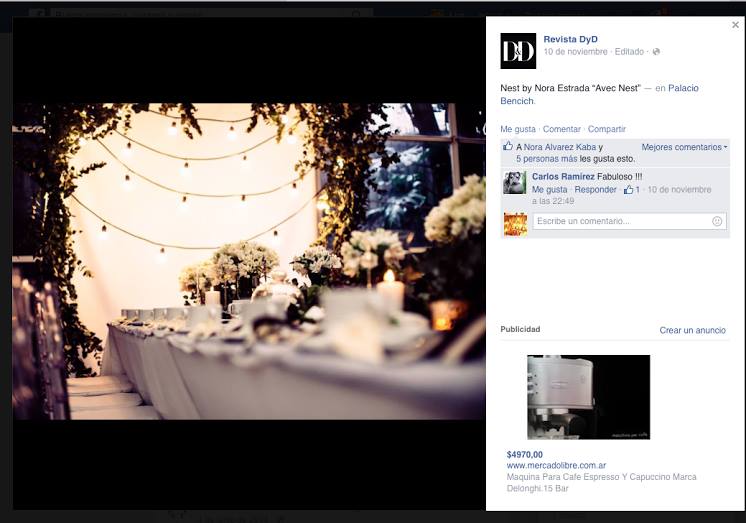 D&D
Revista DyD
10 de noviembre · Editado ·
Nest by Nora Estrada “Avec Nest” — en Palacio
Bencich.
Me gusta · Comentar · Compartir
A Nora Alvarez Kaba y
5 personas más les gusta esto.
Mejores comentarios
Carlos Ramírez Fabuloso !!!
Me gusta · Responder · 1 · 10 de noviembre
a las 22:49
Escribe un comentario...
Publicidad
Crear un anuncio
$4970,00
www.mercadolibre.com.ar
Maquina Para Cafe Espresso Y Capuccino Marca
Delonghi.15 Bar